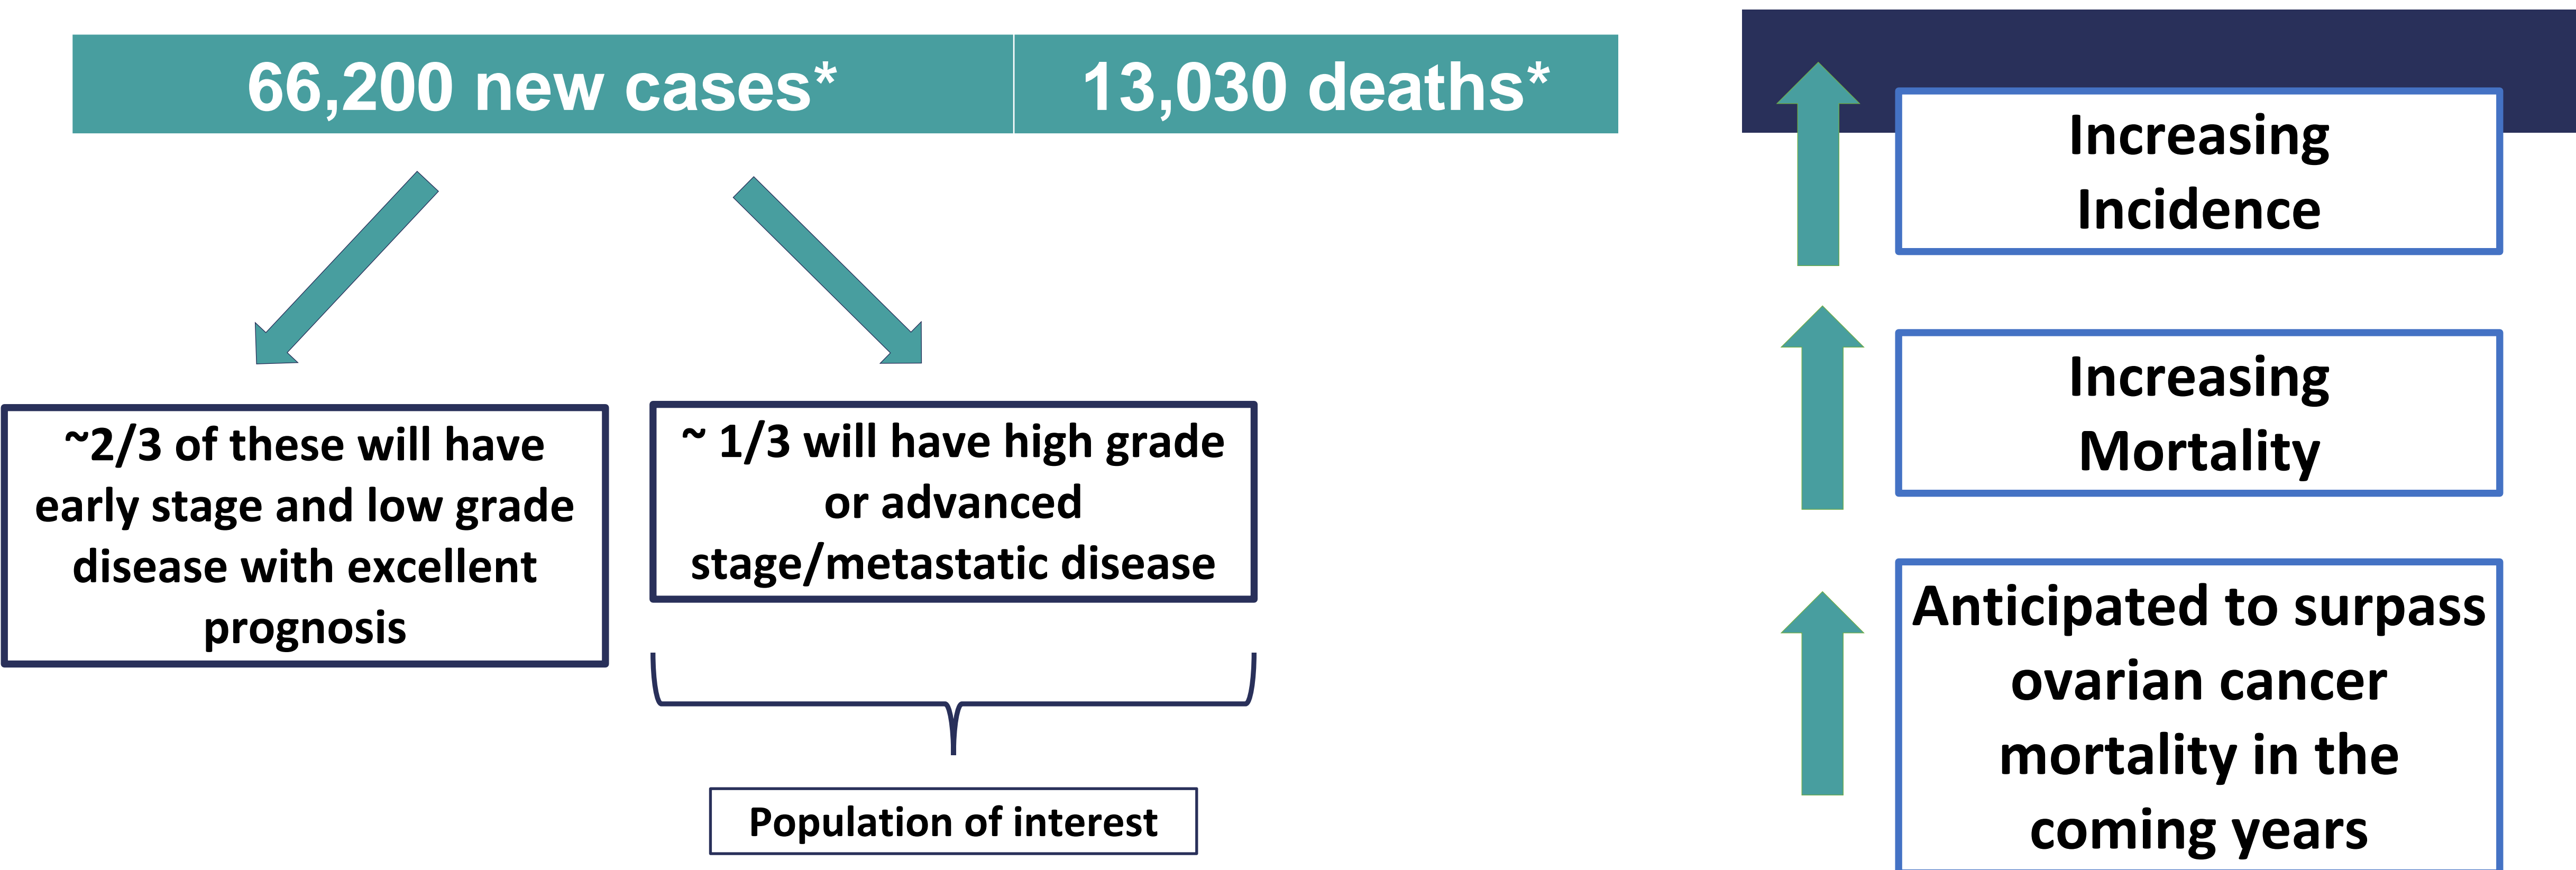 66,200 new cases*
13,030 deaths*
~2/3 of these will have
early stage and low grade
disease with excellent
prognosis
~ 1/3 will have high grade
or advanced
stage/metastatic disease
Population of interest
Increasing
Incidence
Increasing
Mortality
Anticipated to surpass
ovarian cancer
mortality in the
coming years